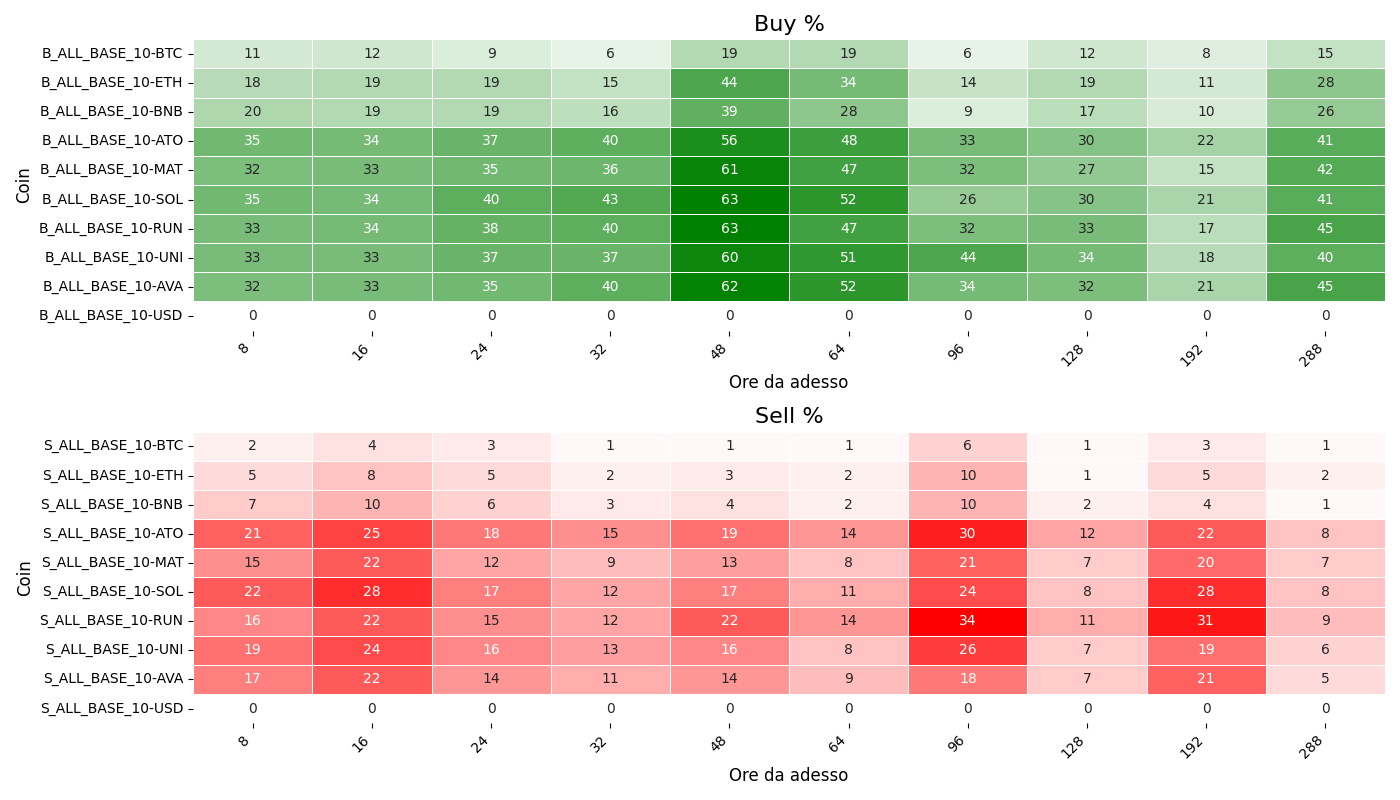 Buy %
Coin
B_ALL_BASE_10-BTC 11 12 9 6 19 19 6 12 8 15
B_ALL_BASE_10-ETH 18 19 19 15 44 34 14 19 11 28
B_ALL_BASE_10-BNB 20 19 19 16 39 28 9 17 10 26
B_ALL_BASE_10-ATO 35 34 37 40 56 48 33 30 22 41
B_ALL_BASE_10-MAT 32 33 35 36 61 47 32 27 15 42
B_ALL_BASE_10-SOL 35 34 40 43 63 52 26 30 21 41
B_ALL_BASE_10-RUN 33 34 38 40 63 47 32 33 17 45
B_ALL_BASE_10-UNI 33 33 37 37 60 51 44 34 18 40
B_ALL_BASE_10-AVA 32 33 35 40 62 52 34 32 21 45
B_ALL_BASE_10-USD 0 0 0 0 0 0 0 0 0 0
8 16 24 32 48 64 96 128 192 288
Ore da adesso
Sell %
Coin
S_ALL_BASE_10-BTC 2 4 3 1 1 1 6 1 3 1
S_ALL_BASE_10-ETH 5 8 5 2 3 2 10 1 5 2
S_ALL_BASE_10-BNB 7 10 6 3 4 2 10 2 4 1
S_ALL_BASE_10-ATO 21 25 18 15 19 14 30 12 22 8
S_ALL_BASE_10-MAT 15 22 12 9 13 8 21 7 20 7
S_ALL_BASE_10-SOL 22 28 17 12 17 11 24 8 28 8
S_ALL_BASE_10-RUN 16 22 15 12 22 14 34 11 31 9
S_ALL_BASE_10-UNI 19 24 16 13 16 8 26 7 19 6
S_ALL_BASE_10-AVA 17 22 14 11 14 9 18 7 21 5
S_ALL_BASE_10-USD 0 0 0 0 0 0 0 0 0 0
8 16 24 32 48 64 96 128 192 288
Ore da adesso